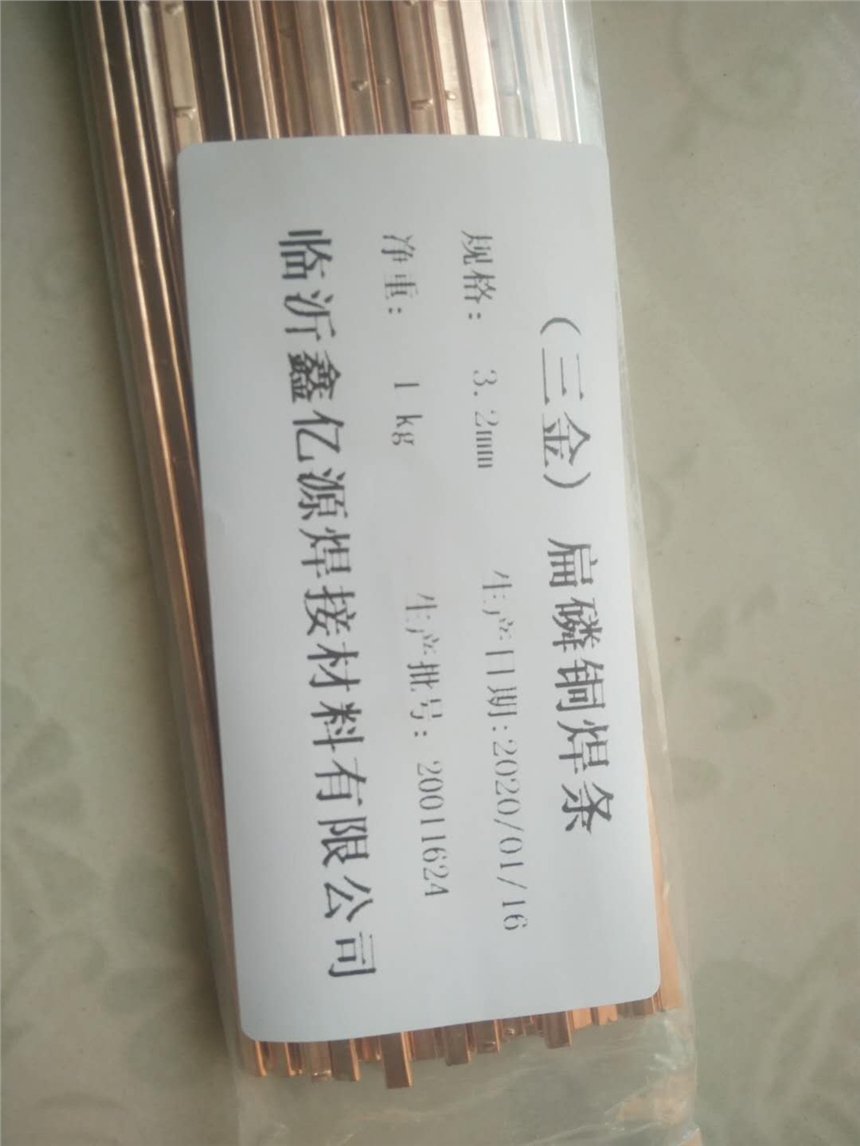 （三金）扁磷铜焊条
规格： 3.2mm 生产日期:2020/01/16
净重： 1 kg 生产批号：20011624
临沂鑫亿源焊接材料有限公司